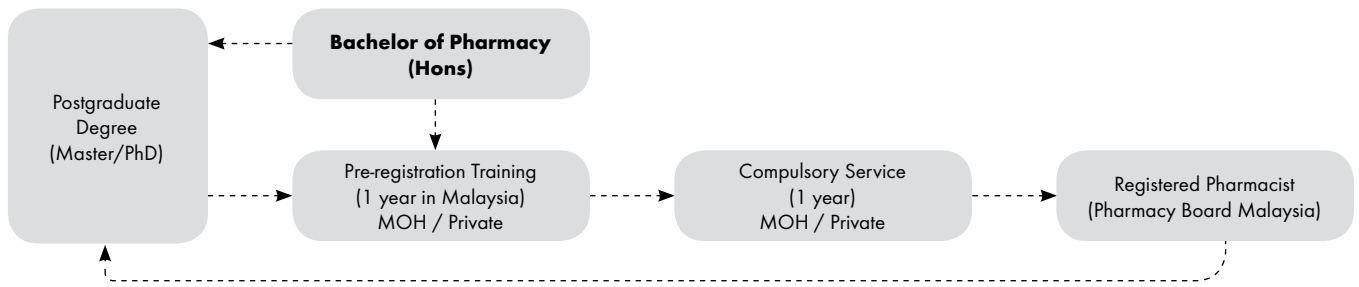 Bachelor of Pharmacy
(Hons)
Postgraduate
Degree
(Master/PhD)
Pre-registration Training
(1 year in Malaysia)
MOH / Private
Compulsory Service
(1 year)
MOH / Private
Registered Pharmacist
(Pharmacy Board Malaysia)